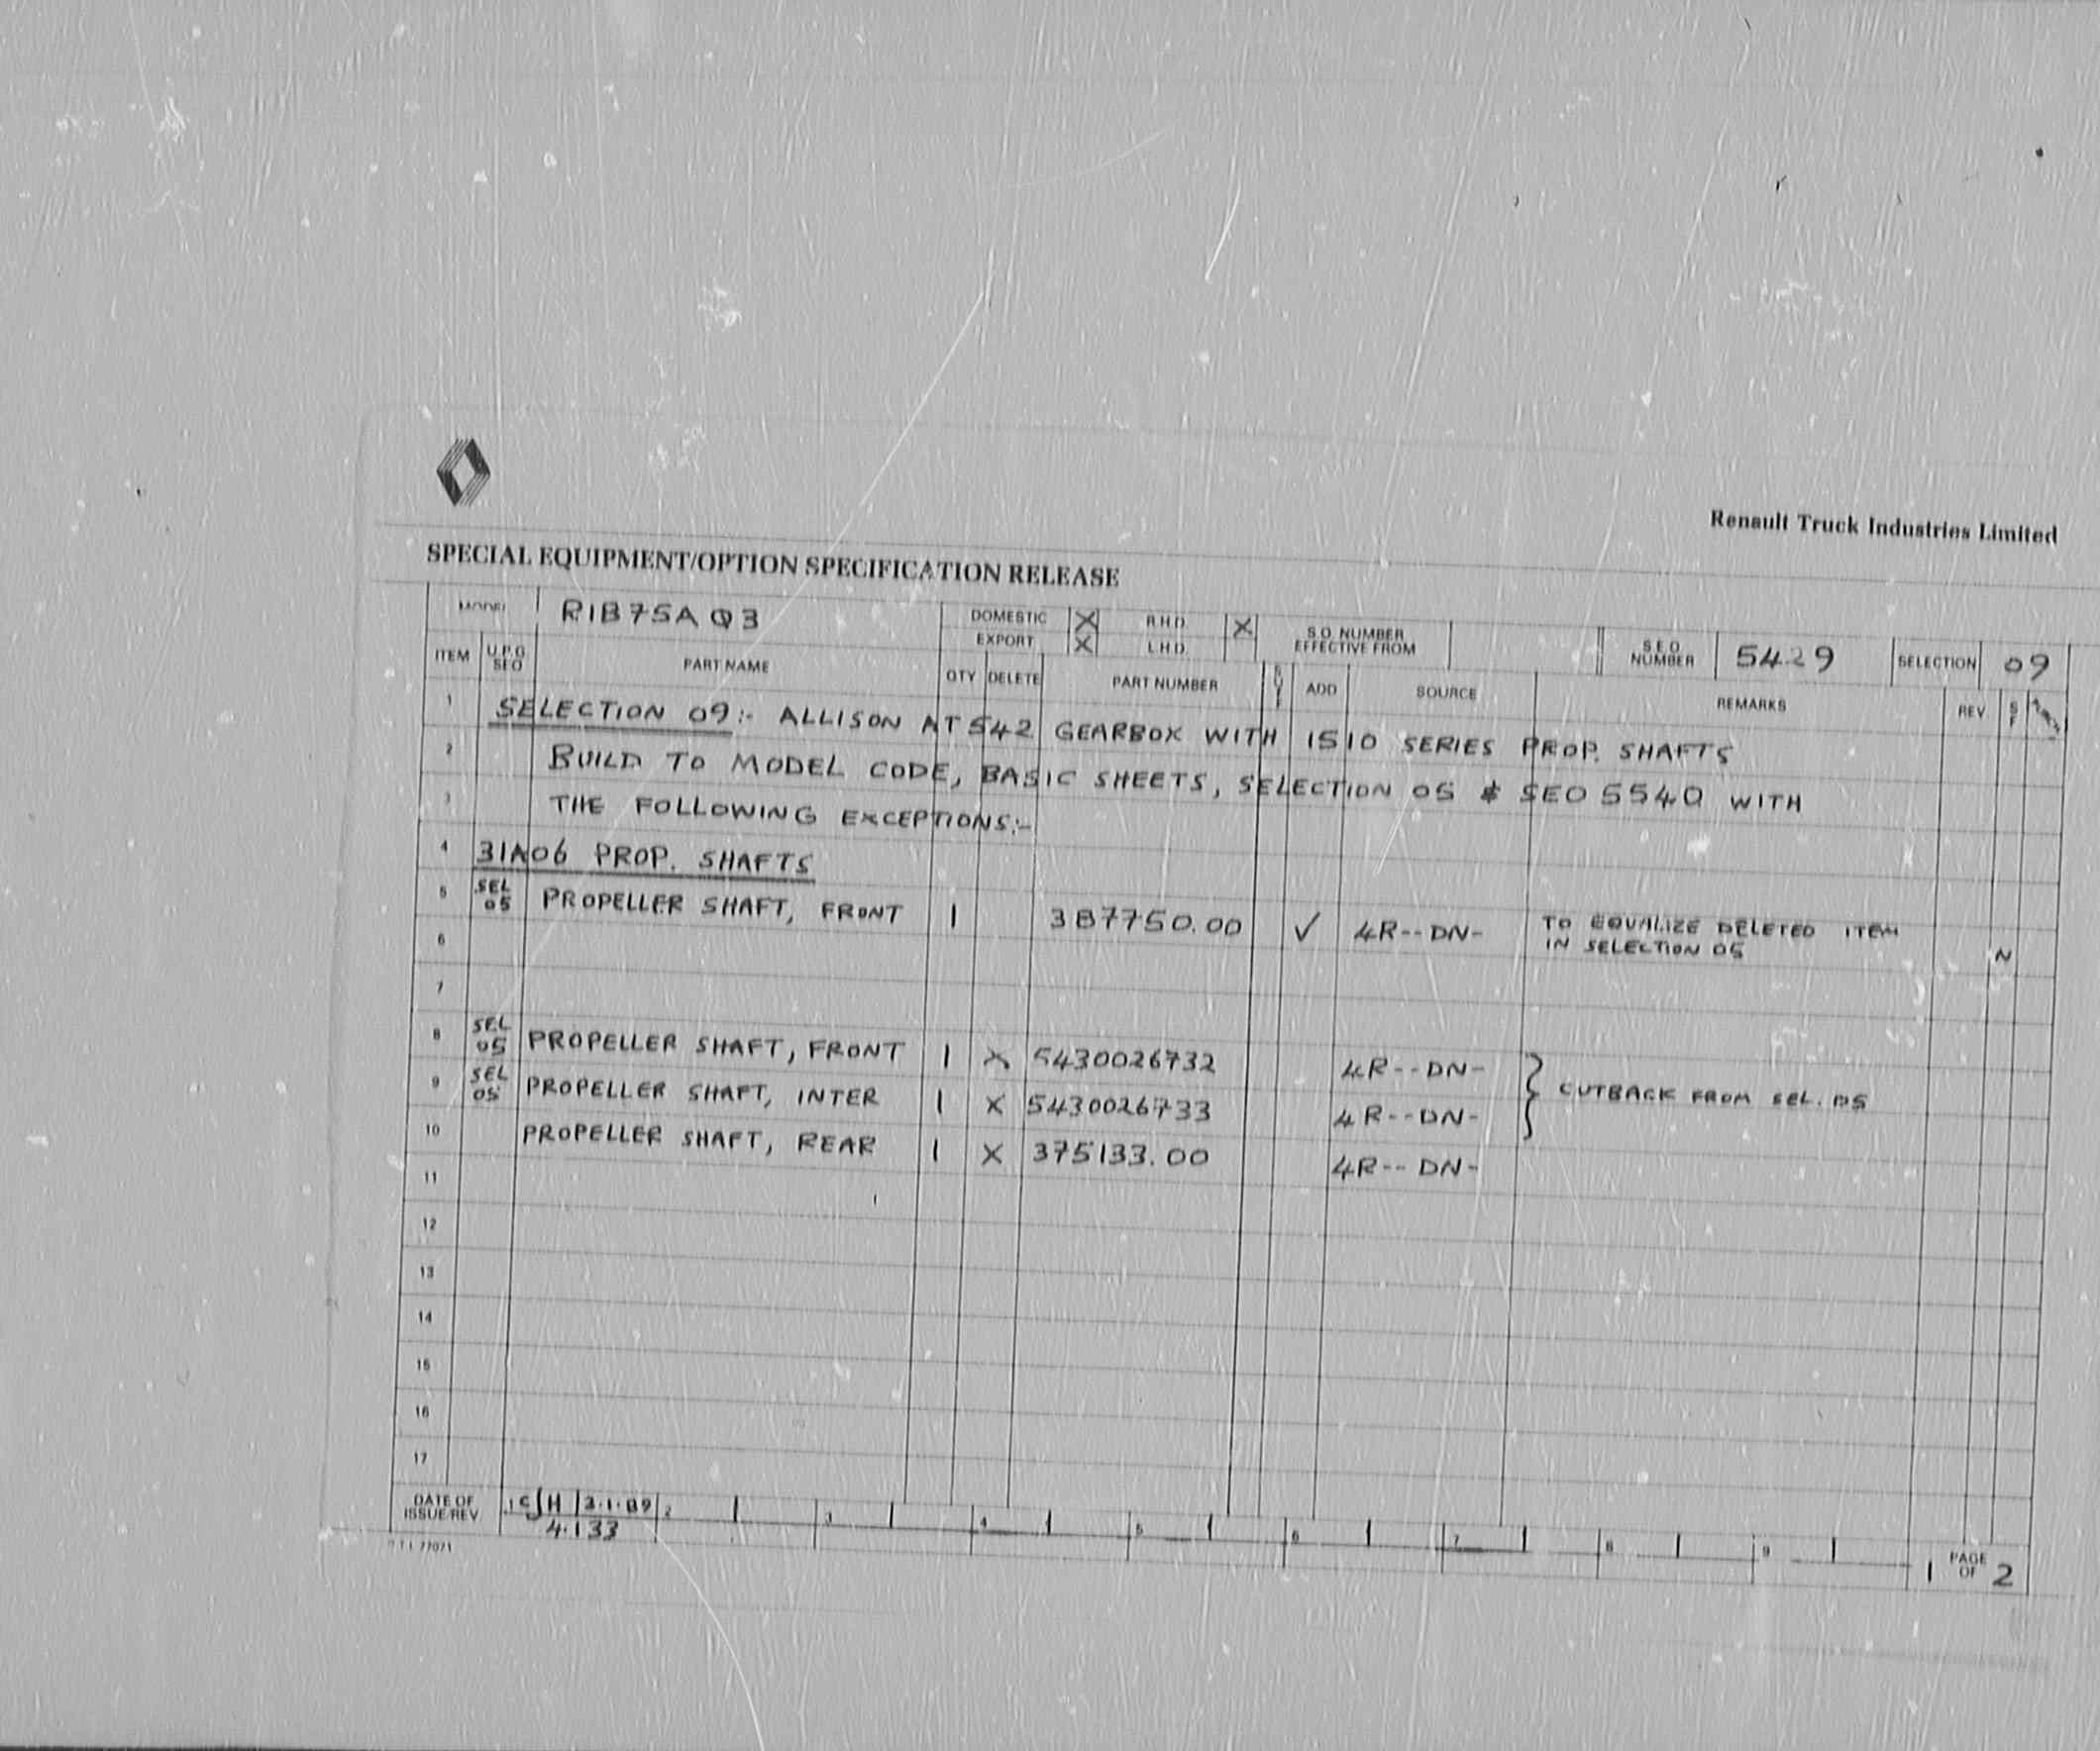 Renault Truck Industries Limited
SPECIAL EQUIPMENT/OPTION SPECIFICATION RELEASE
MODEL R1B75A Q3 DOMESTIC X R.H.D. X S.O. NUMBER EFFECTIVE FROM S.E.O NUMBER 5429 SELECTION 09
EXPORT X L.H.D.
ITEM U.P.G SEO PART NAME QTY DELETE PART NUMBER ADD SOURCE REMARKS REV
1 SELECTION 09:- ALLISON AT 542 GEARBOX WITH 1510 SERIES PROP. SHAFTS
2 BUILD TO MODEL CODE, BASIC SHEETS, SELECTION 05 & SEO 5540 WITH
3 THE FOLLOWING EXCEPTIONS:-
4 31A06 PROP. SHAFTS
5 SEL 05 PROPELLER SHAFT, FRONT 1 387750.00 ✓ 4R--DN- TO EQUALIZE DELETED ITEM
6 IN SELECTION 05 N
7
8 SEL 05 PROPELLER SHAFT, FRONT 1 X 5430026732 4R--DN-
9 SEL 05 PROPELLER SHAFT, INTER 1 X 5430026733 4R--DN- } CUTBACK FROM SEL. 05
10 PROPELLER SHAFT, REAR 1 X 375133.00 4R--DN-
11
12
13
14
15
16
17
DATE OF ISSUE/REV 1 CJH 3.1.89 2 3 4 5 6 7 8 9 1 PAGE OF 2
4.133